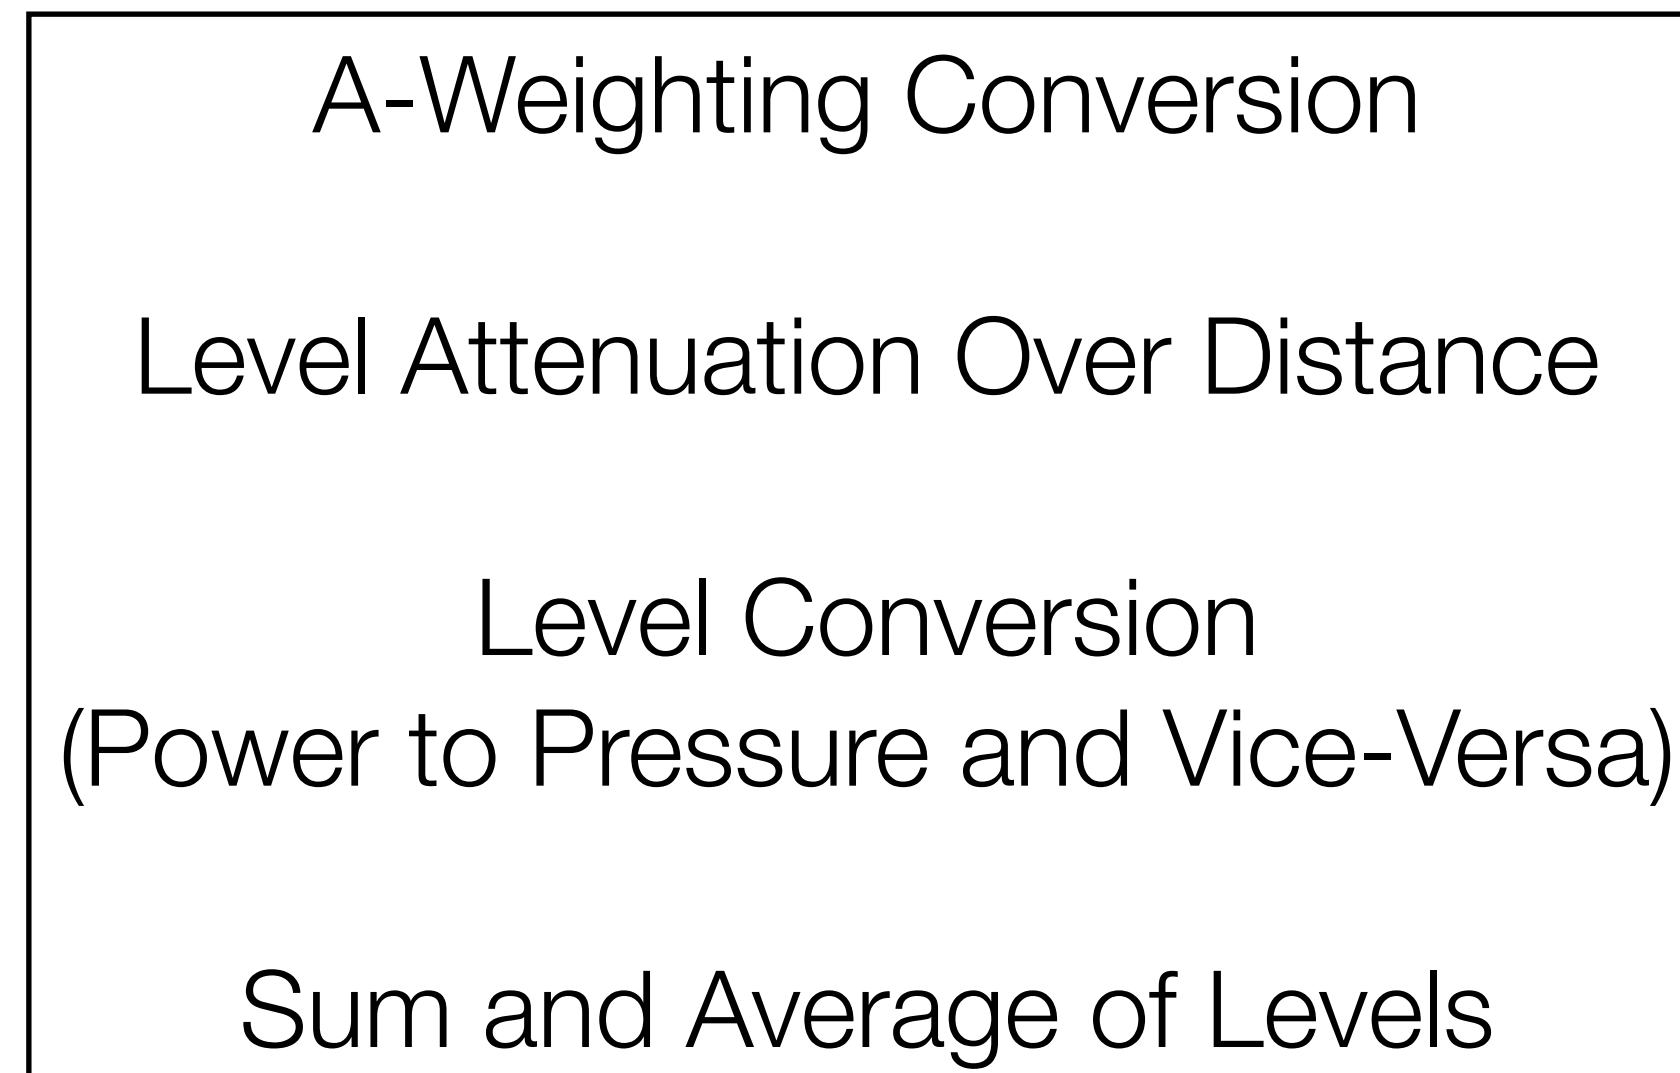 A-Weighting Conversion
Level Attenuation Over Distance
Level Conversion
(Power to Pressure and Vice-Versa)
Sum and Average of Levels